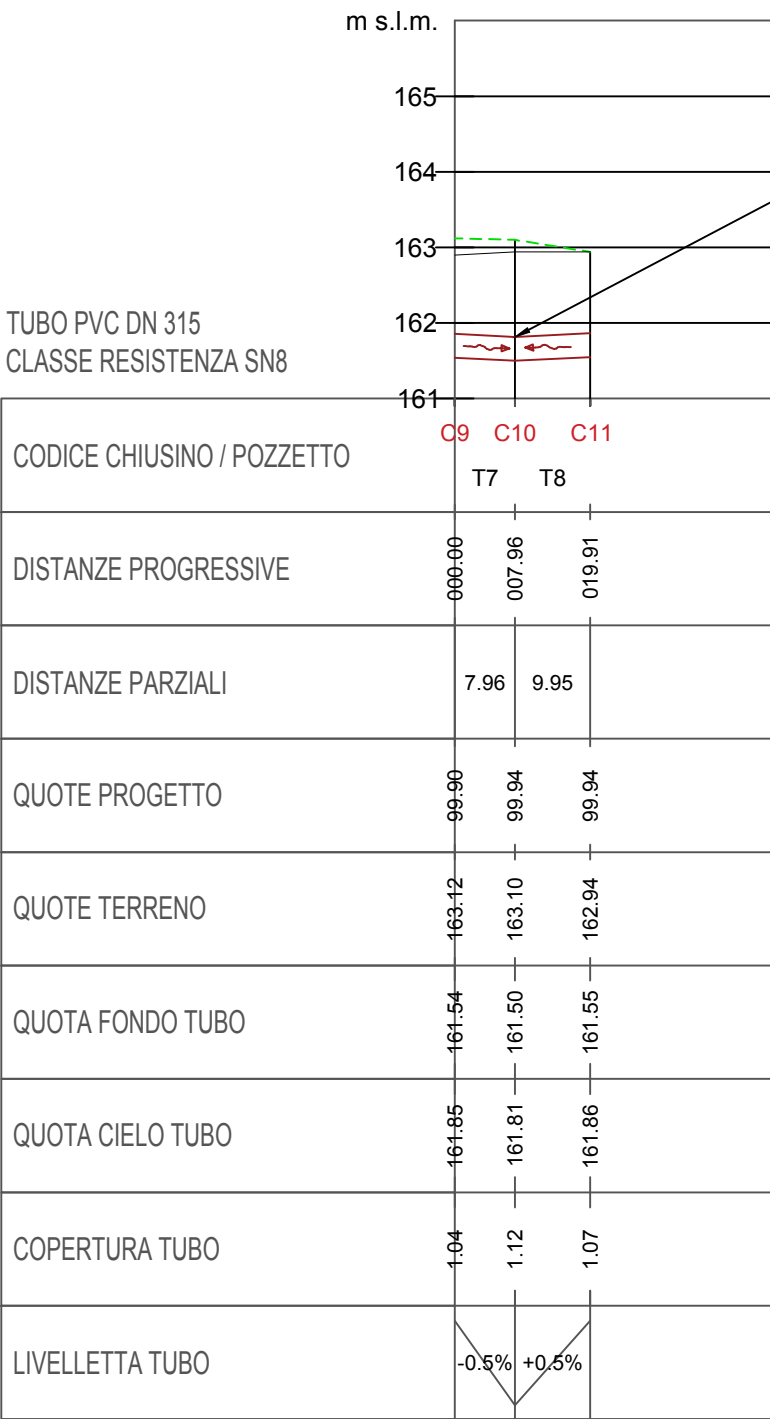 m s.l.m.
165
164
163
162
161
TUBO PVC DN 315
CLASSE RESISTENZA SN8
CODICE CHIUSINO / POZZETTO
C9 C10 C11
T7 T8
DISTANZE PROGRESSIVE
000.00 007.96 019.91
DISTANZE PARZIALI
7.96 9.95
QUOTE PROGETTO
99.90 99.94 99.94
QUOTE TERRENO
163.12 163.10 162.94
QUOTA FONDO TUBO
161.54 161.50 161.55
QUOTA CIELO TUBO
161.85 161.81 161.86
COPERTURA TUBO
1.04 1.12 1.07
LIVELLETTA TUBO
-0.5% +0.5%